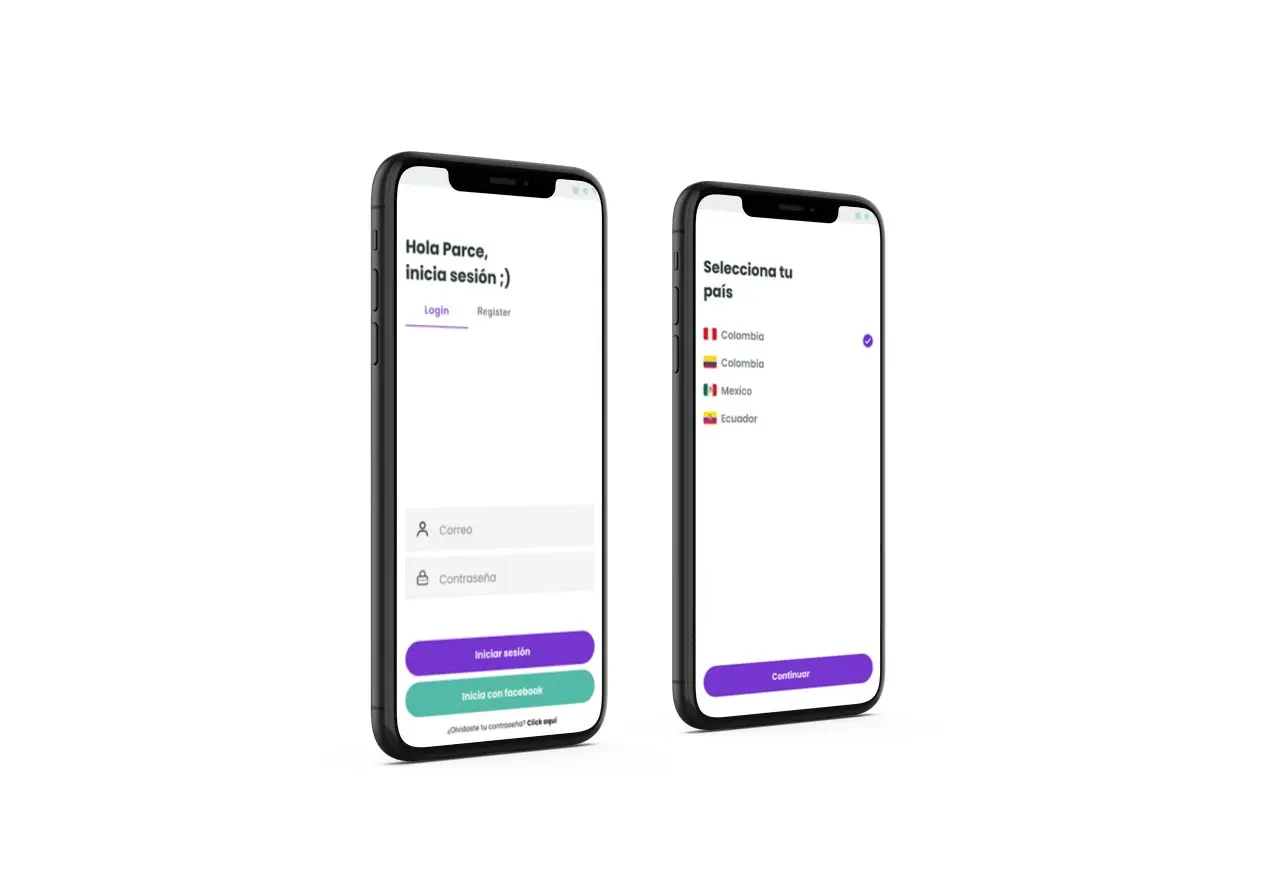 Hola Parce,
inicia sesión ;)
Login Register
Correo
Contraseña
Iniciar sesión
Inicia con facebook
¿Olvidaste tu contraseña? Click aquí
Selecciona tu
país
Colombia
Colombia
Mexico
Ecuador
Continuar